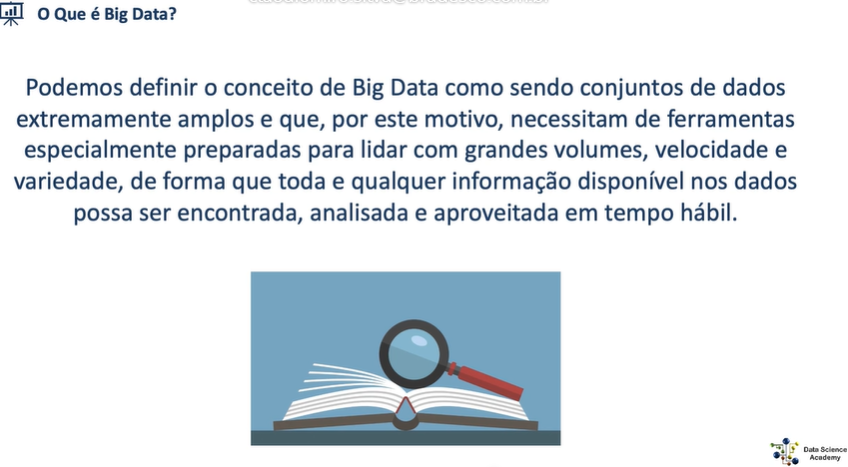 O Que é Big Data?
Podemos definir o conceito de Big Data como sendo conjuntos de dados
extremamente amplos e que, por este motivo, necessitam de ferramentas
especialmente preparadas para lidar com grandes volumes, velocidade e
variedade, de forma que toda e qualquer informação disponível nos dados
possa ser encontrada, analisada e aproveitada em tempo hábil.
Data Science
Academy